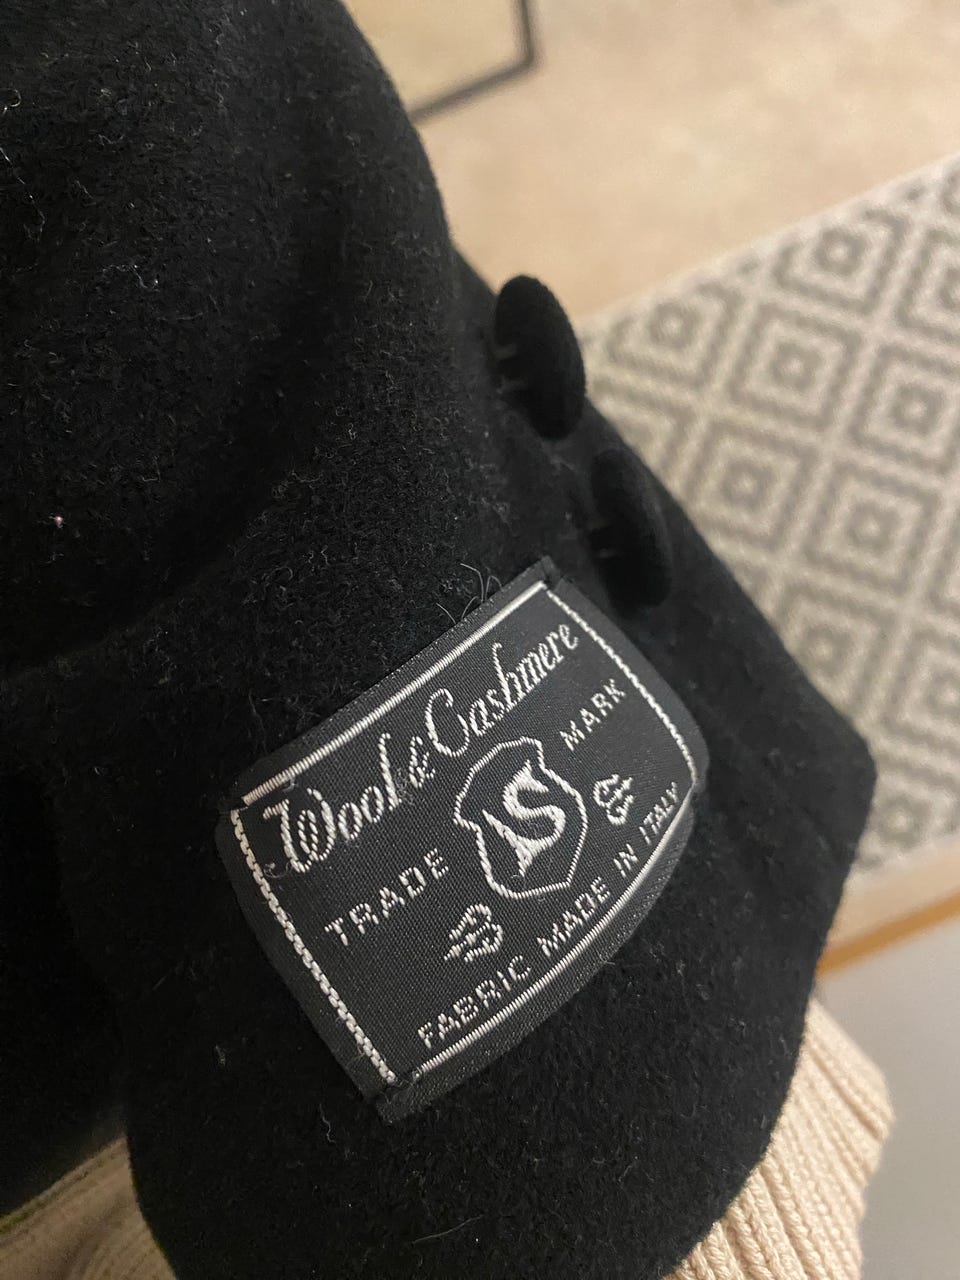 Wool & Cashmere
TRADE MARK
S
FABRIC MADE IN ITALY